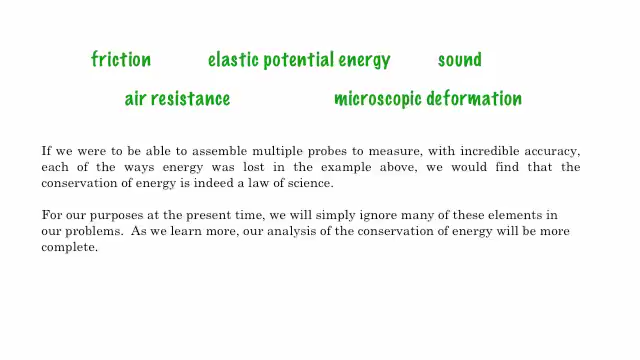 friction elastic potential energy sound
air resistance microscopic deformation
If we were to be able to assemble multiple probes to measure, with incredible accuracy,
each of the ways energy was lost in the example above, we would find that the
conservation of energy is indeed a law of science.
For our purposes at the present time, we will simply ignore many of these elements in
our problems.  As we learn more, our analysis of the conservation of energy will be more
complete.